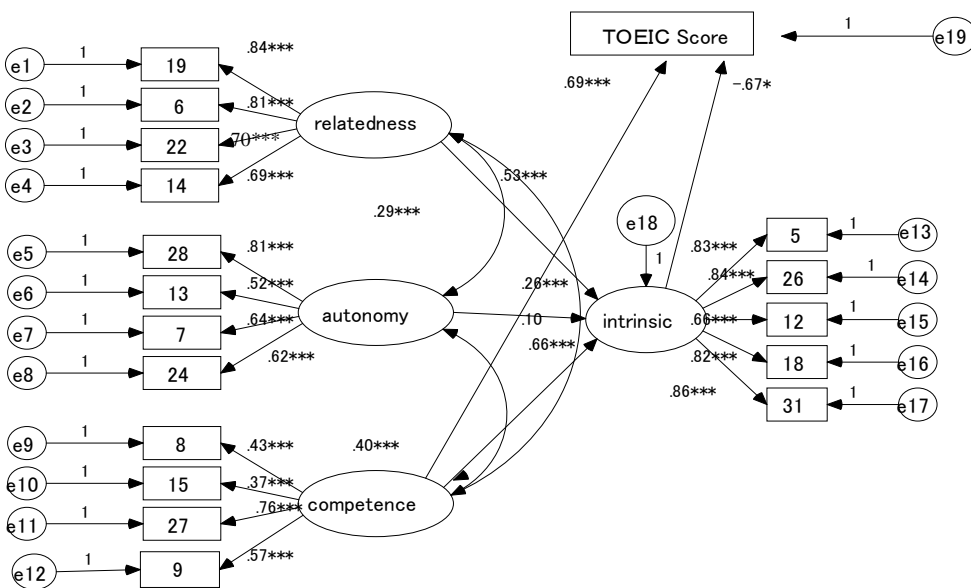 TOEIC Score
1
e19
.69***
-.67*
e1
1
19
.84***
e2
1
6
.81***
e3
1
22
.70***
e4
1
14
.69***
relatedness
.53***
.29***
e18
1
e5
1
28
.81***
e6
1
13
.52***
e7
1
7
.64***
e8
1
24
.62***
autonomy
.26***
.10
.66***
intrinsic
.83***
5
1
e13
.84***
26
1
e14
.66***
12
1
e15
.82***
18
1
e16
.86***
31
1
e17
e9
1
8
.43***
.40***
e10
1
15
.37***
e11
1
27
.76***
e12
1
9
.57***
competence